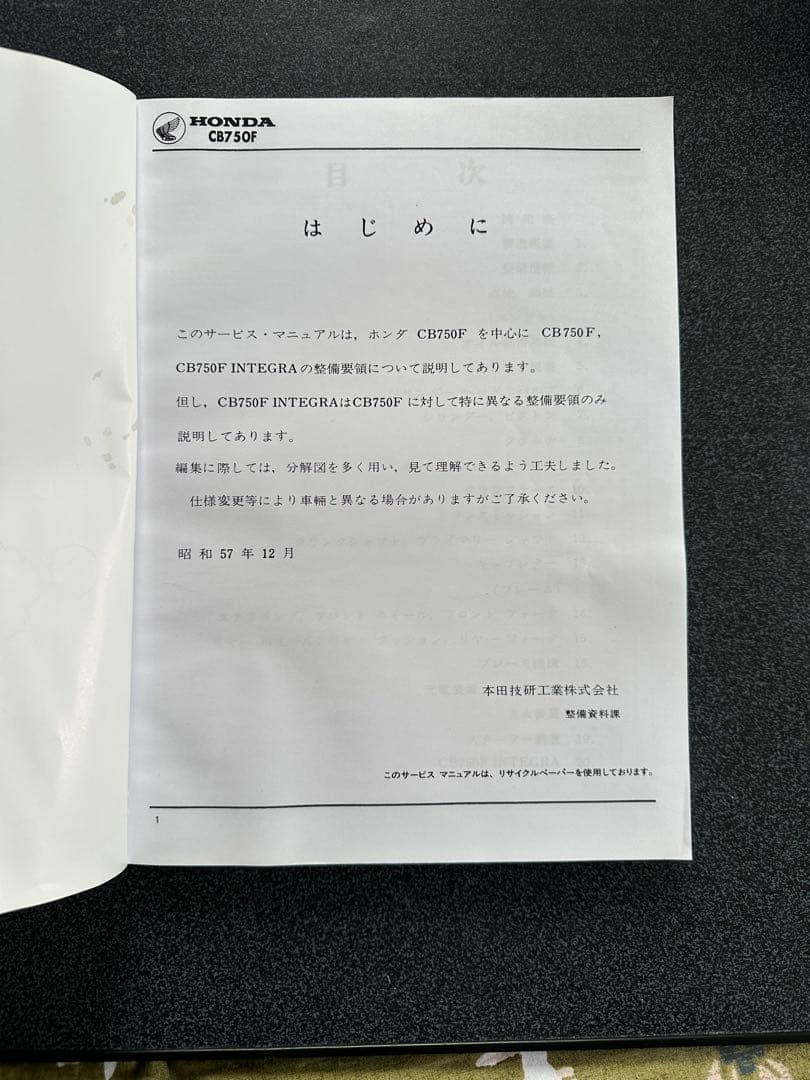 HONDA
CB750F
はじめに
このサービス・マニュアルは，ホンダ CB750F を中心に CB750F，
CB750F INTEGRAの整備要領について説明してあります。
但し，CB750F INTEGRAはCB750F に対して特に異なる整備要領のみ
説明してあります。
編集に際しては，分解図を多く用い，見て理解できるよう工夫しました。
仕様変更等により車輛と異なる場合がありますがご了承ください。
昭和57年12月
本田技研工業株式会社
整備資料課
このサービス マニュアルは、リサイクルペーパーを使用しております。
1